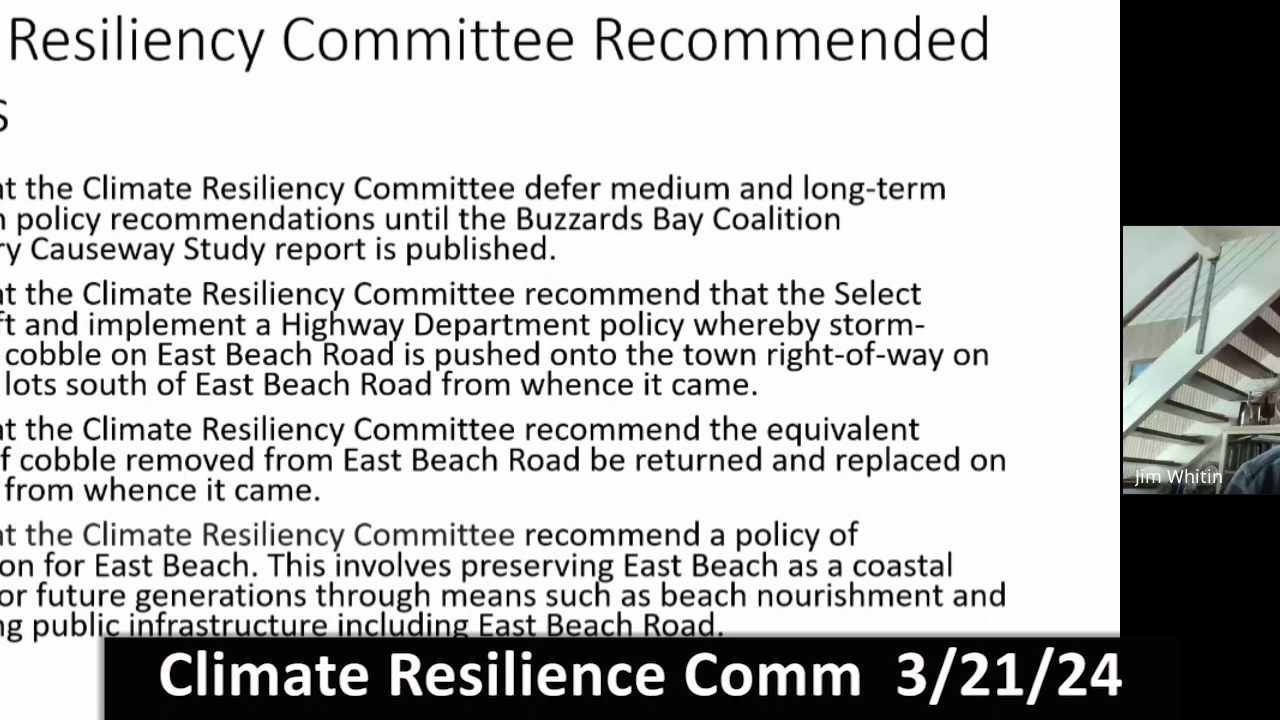 Resiliency Committee Recommended
s
at the Climate Resiliency Committee defer medium and long-term
n policy recommendations until the Buzzards Bay Coalition
ry Causeway Study report is published.
at the Climate Resiliency Committee recommend that the Select
ft and implement a Highway Department policy whereby storm-
cobble on East Beach Road is pushed onto the town right-of-way on
lots south of East Beach Road from whence it came.
at the Climate Resiliency Committee recommend the equivalent
f cobble removed from East Beach Road be returned and replaced on
from whence it came.
at the Climate Resiliency Committee recommend a policy of
on for East Beach. This involves preserving East Beach as a coastal
or future generations through means such as beach nourishment and
ng public infrastructure including East Beach Road.
Jim Whitin
Climate Resilience Comm 3/21/24